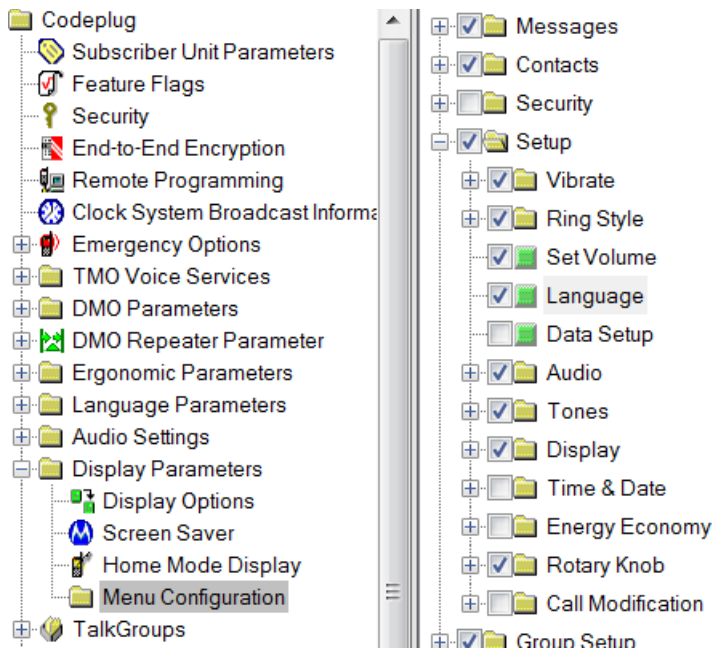 Codeplug
Subscriber Unit Parameters
Feature Flags
Security
End-to-End Encryption
Remote Programming
Clock System Broadcast Informa
Emergency Options
TMO Voice Services
DMO Parameters
DMO Repeater Parameter
Ergonomic Parameters
Language Parameters
Audio Settings
Display Parameters
Display Options
Screen Saver
Home Mode Display
Menu Configuration
TalkGroups
Messages
Contacts
Security
Setup
Vibrate
Ring Style
Set Volume
Language
Data Setup
Audio
Tones
Display
Time & Date
Energy Economy
Rotary Knob
Call Modification
Group Setup